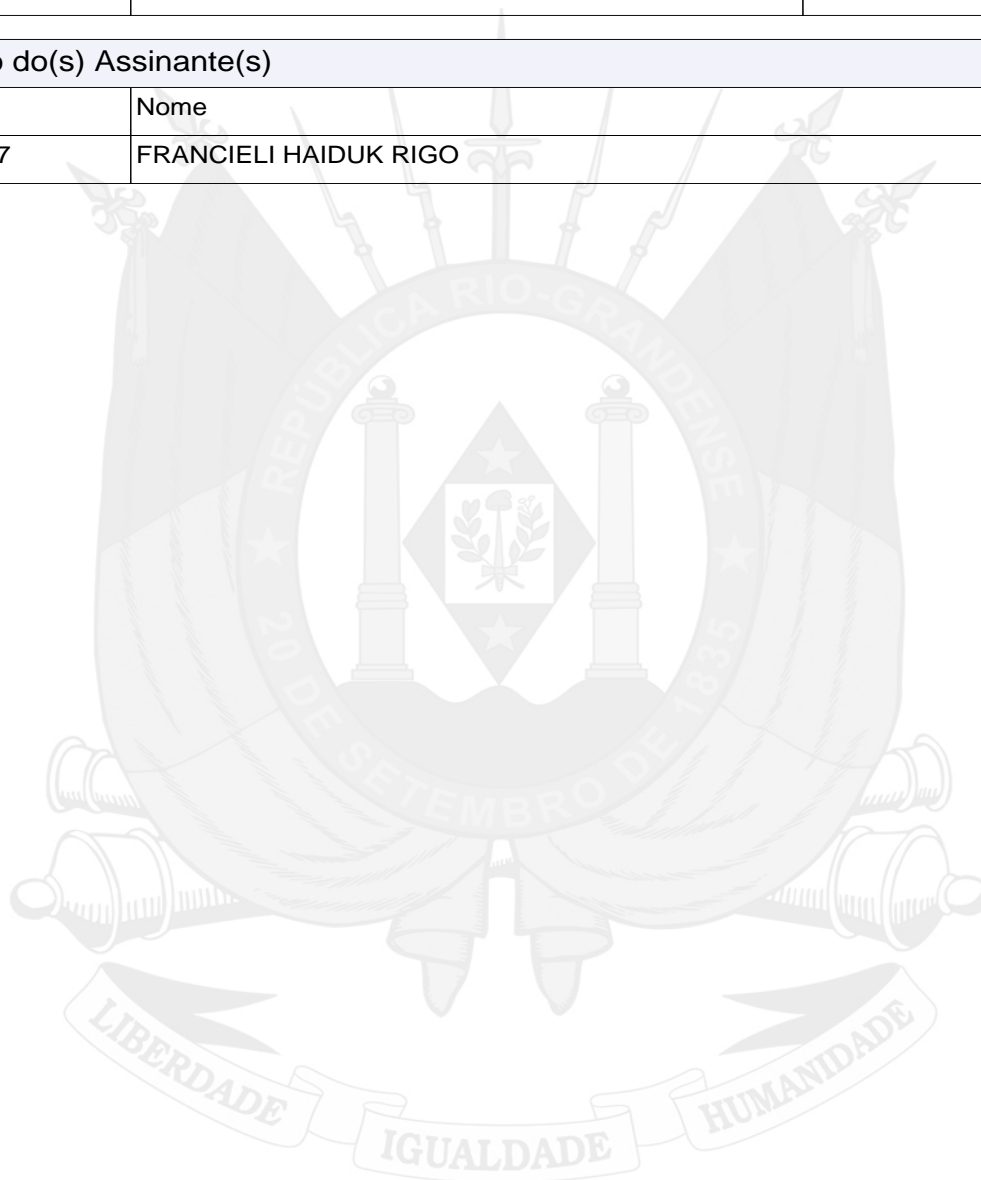 o do(s) Assinante(s)
Nome
7 FRANCIELI HAIDUK RIGO
REPÚBLICA RIO-GRANDENSE
★ 20 DE SETEMBRO DE 1835 ★
LIBERDADE
IGUALDADE
HUMANIDADE